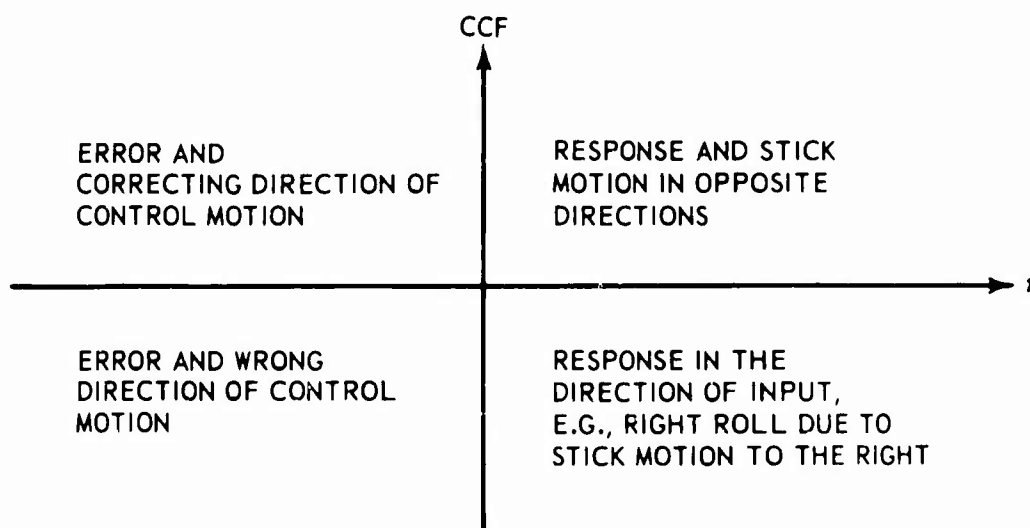 CCF
ERROR AND
CORRECTING DIRECTION OF
CONTROL MOTION
RESPONSE AND STICK
MOTION IN OPPOSITE
DIRECTIONS
ERROR AND WRONG
DIRECTION OF CONTROL
MOTION
RESPONSE IN THE
DIRECTION OF INPUT,
E.G., RIGHT ROLL DUE TO
STICK MOTION TO THE RIGHT